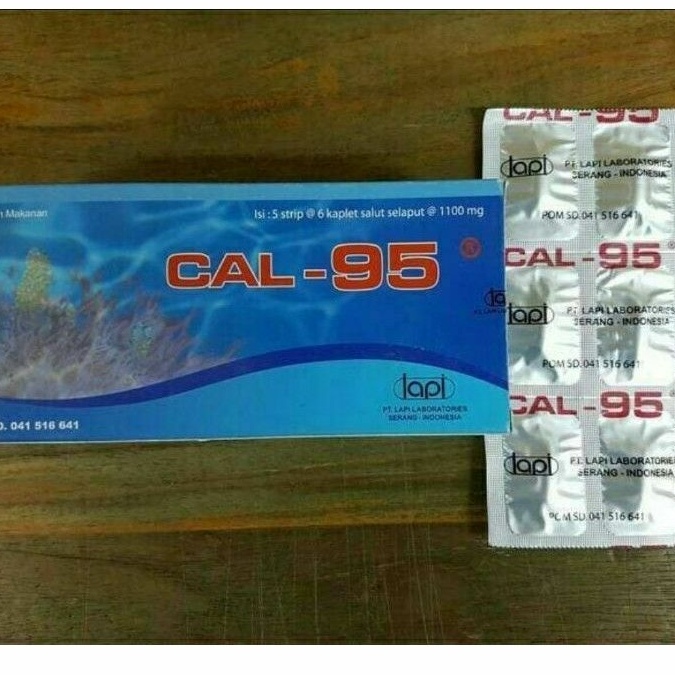 n Makanan
Isi : 5 strip @ 6 kaplet salut selaput @ 1100 mg
CAL - 95 ®
lapi
PT. LAPI LABORATORIES
SERANG - INDONESIA
041 516 641
CAL - 95
lapi
PT. LAPI LABORATORIES
SERANG - INDONESIA
POM SD.041 516 641
CAL - 95 ®
lapi
PT. LAPI LABORATORIES
SERANG - INDONESIA
POM SD.041 516 641
CAL - 95
lapi
PT. LAPI LABORATORIE
SERANG - INDONESIA
POM SD.041 516 641